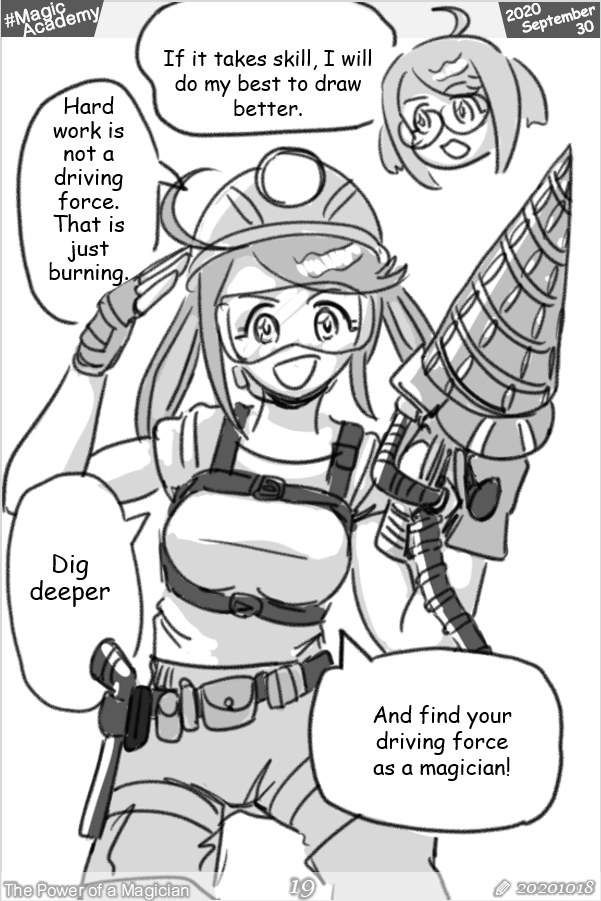 #Magic
Academy
2020
September
30
If it takes skill, I will
do my best to draw
better.
Hard
work is
not a
driving
force.
That is
just
burning.
Dig
deeper
And find your
driving force
as a magician!
The Power of a Magician
19
20201018